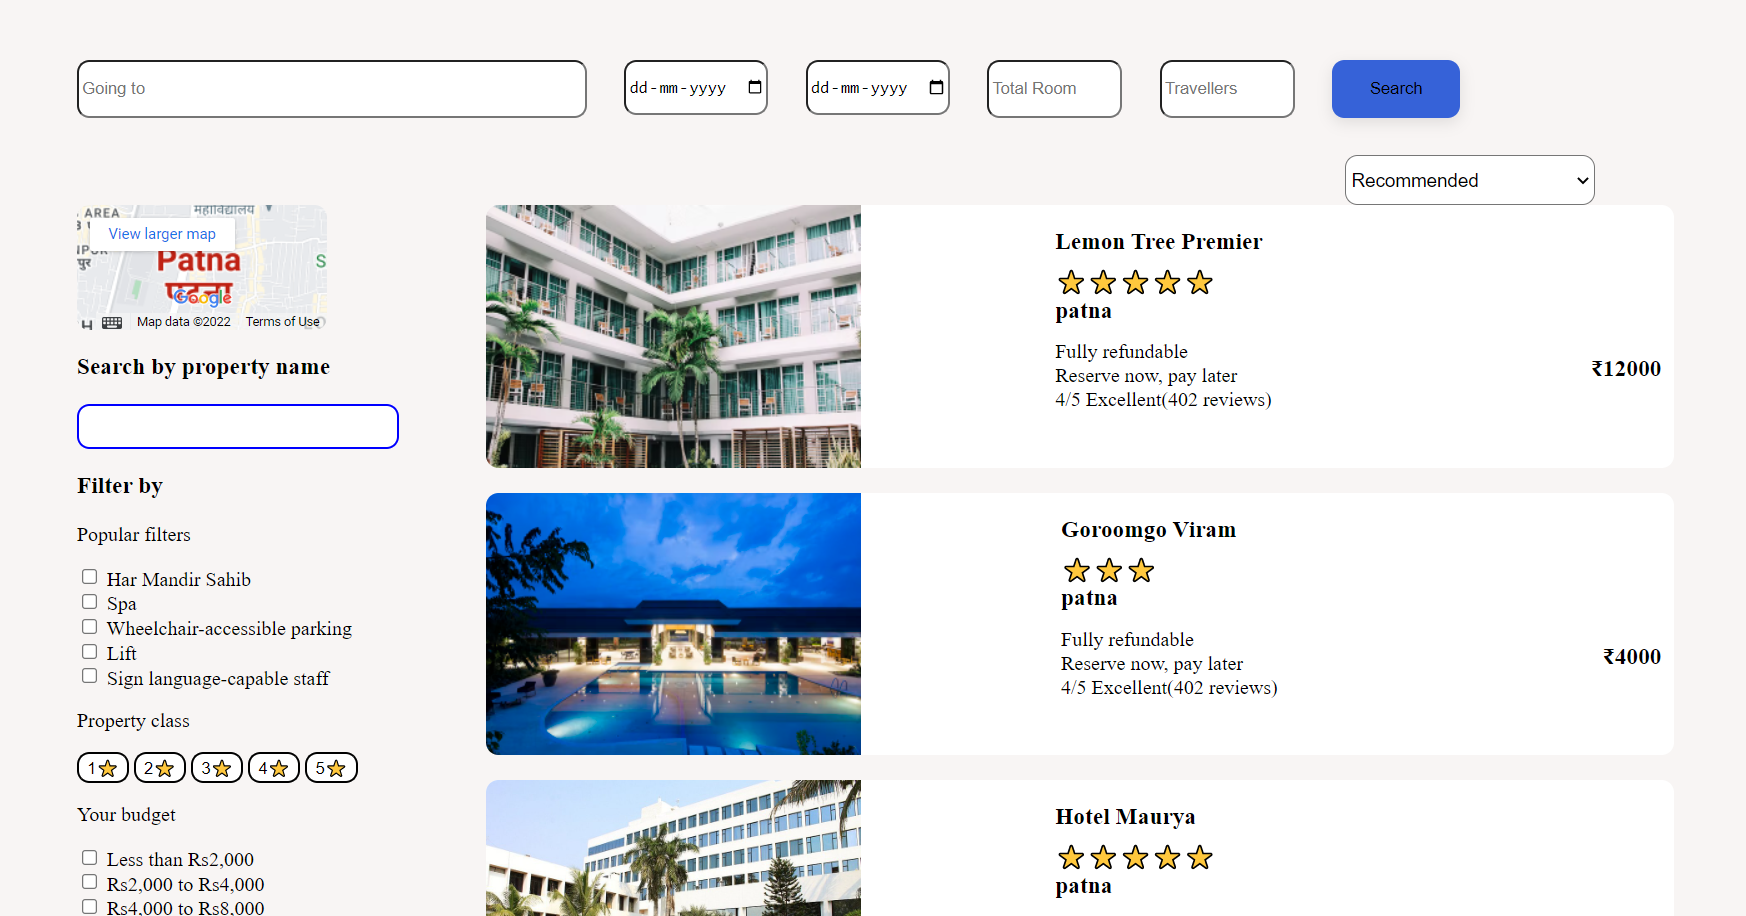 Going to
dd-mm-yyyy
dd-mm-yyyy
Total Room
Travellers
Search
Recommended
AREA
महाविद्यालय
View larger map
Patna
पटना
Google
Map data ©2022
Terms of Use
Search by property name
Filter by
Popular filters
Har Mandir Sahib
Spa
Wheelchair-accessible parking
Lift
Sign language-capable staff
Property class
1
2
3
4
5
Your budget
Less than Rs2,000
Rs2,000 to Rs4,000
Rs4,000 to Rs8,000
Lemon Tree Premier
patna
Fully refundable
Reserve now, pay later
4/5 Excellent(402 reviews)
₹12000
Goroomgo Viram
patna
Fully refundable
Reserve now, pay later
4/5 Excellent(402 reviews)
₹4000
Hotel Maurya
patna